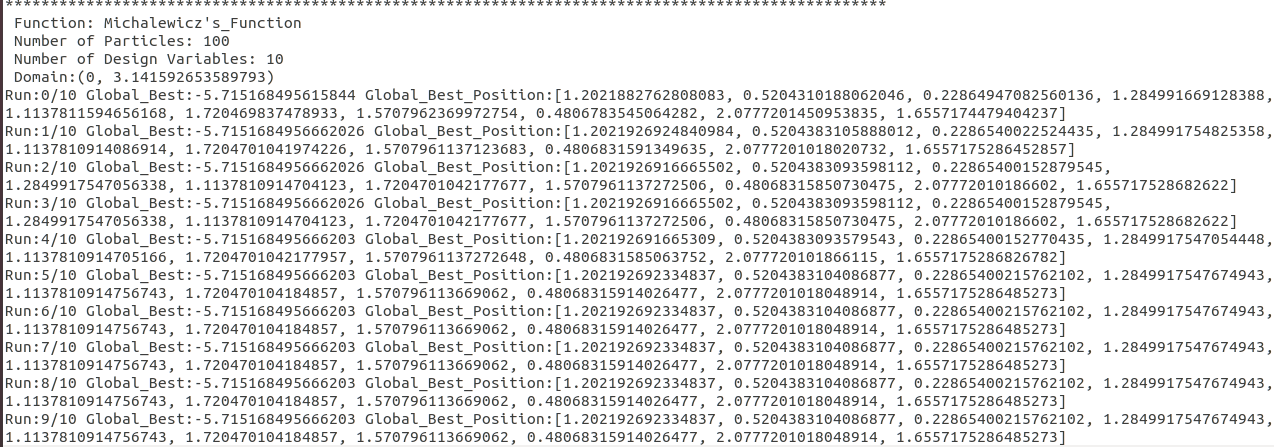 ****************************************************************************************************
Function: Michalewicz's_Function
Number of Particles: 100
Number of Design Variables: 10
Domain:(0, 3.141592653589793)
Run:0/10 Global_Best:-5.715168495615844 Global_Best_Position:[1.2021882762808083, 0.5204310188062046, 0.22864947082560136, 1.284991669128388,
1.1137811594656168, 1.720469837478933, 1.5707962369972754, 0.4806783545064282, 2.0777201450953835, 1.6557174479404237]
Run:1/10 Global_Best:-5.715168495662026 Global_Best_Position:[1.2021926924840984, 0.5204383105888012, 0.2286540022524435, 1.284991754825358,
1.1137810914086914, 1.7204701041974226, 1.5707961137123683, 0.4806831591349635, 2.0777201018020732, 1.6557175286452857]
Run:2/10 Global_Best:-5.715168495662026 Global_Best_Position:[1.2021926916665502, 0.5204383093598112, 0.22865400152879545,
1.2849917547056338, 1.1137810914704123, 1.7204701042177677, 1.5707961137272506, 0.48068315850730475, 2.07772010186602, 1.655717528682622]
Run:3/10 Global_Best:-5.715168495662026 Global_Best_Position:[1.2021926916665502, 0.5204383093598112, 0.22865400152879545,
1.2849917547056338, 1.1137810914704123, 1.7204701042177677, 1.5707961137272506, 0.48068315850730475, 2.07772010186602, 1.655717528682622]
Run:4/10 Global_Best:-5.715168495666203 Global_Best_Position:[1.202192691665309, 0.5204383093579543, 0.22865400152770435, 1.2849917547054448,
1.1137810914705166, 1.7204701042177957, 1.5707961137272648, 0.4806831585063752, 2.077720101866115, 1.6557175286826782]
Run:5/10 Global_Best:-5.715168495666203 Global_Best_Position:[1.202192692334837, 0.5204383104086877, 0.22865400215762102, 1.2849917547674943,
1.1137810914756743, 1.720470104184857, 1.570796113669062, 0.48068315914026477, 2.0777201018048914, 1.6557175286485273]
Run:6/10 Global_Best:-5.715168495666203 Global_Best_Position:[1.202192692334837, 0.5204383104086877, 0.22865400215762102, 1.2849917547674943,
1.1137810914756743, 1.720470104184857, 1.570796113669062, 0.48068315914026477, 2.0777201018048914, 1.6557175286485273]
Run:7/10 Global_Best:-5.715168495666203 Global_Best_Position:[1.202192692334837, 0.5204383104086877, 0.22865400215762102, 1.2849917547674943,
1.1137810914756743, 1.720470104184857, 1.570796113669062, 0.48068315914026477, 2.0777201018048914, 1.6557175286485273]
Run:8/10 Global_Best:-5.715168495666203 Global_Best_Position:[1.202192692334837, 0.5204383104086877, 0.22865400215762102, 1.2849917547674943,
1.1137810914756743, 1.720470104184857, 1.570796113669062, 0.48068315914026477, 2.0777201018048914, 1.6557175286485273]
Run:9/10 Global_Best:-5.715168495666203 Global_Best_Position:[1.202192692334837, 0.5204383104086877, 0.22865400215762102, 1.2849917547674943,
1.1137810914756743, 1.720470104184857, 1.570796113669062, 0.48068315914026477, 2.0777201018048914, 1.6557175286485273]